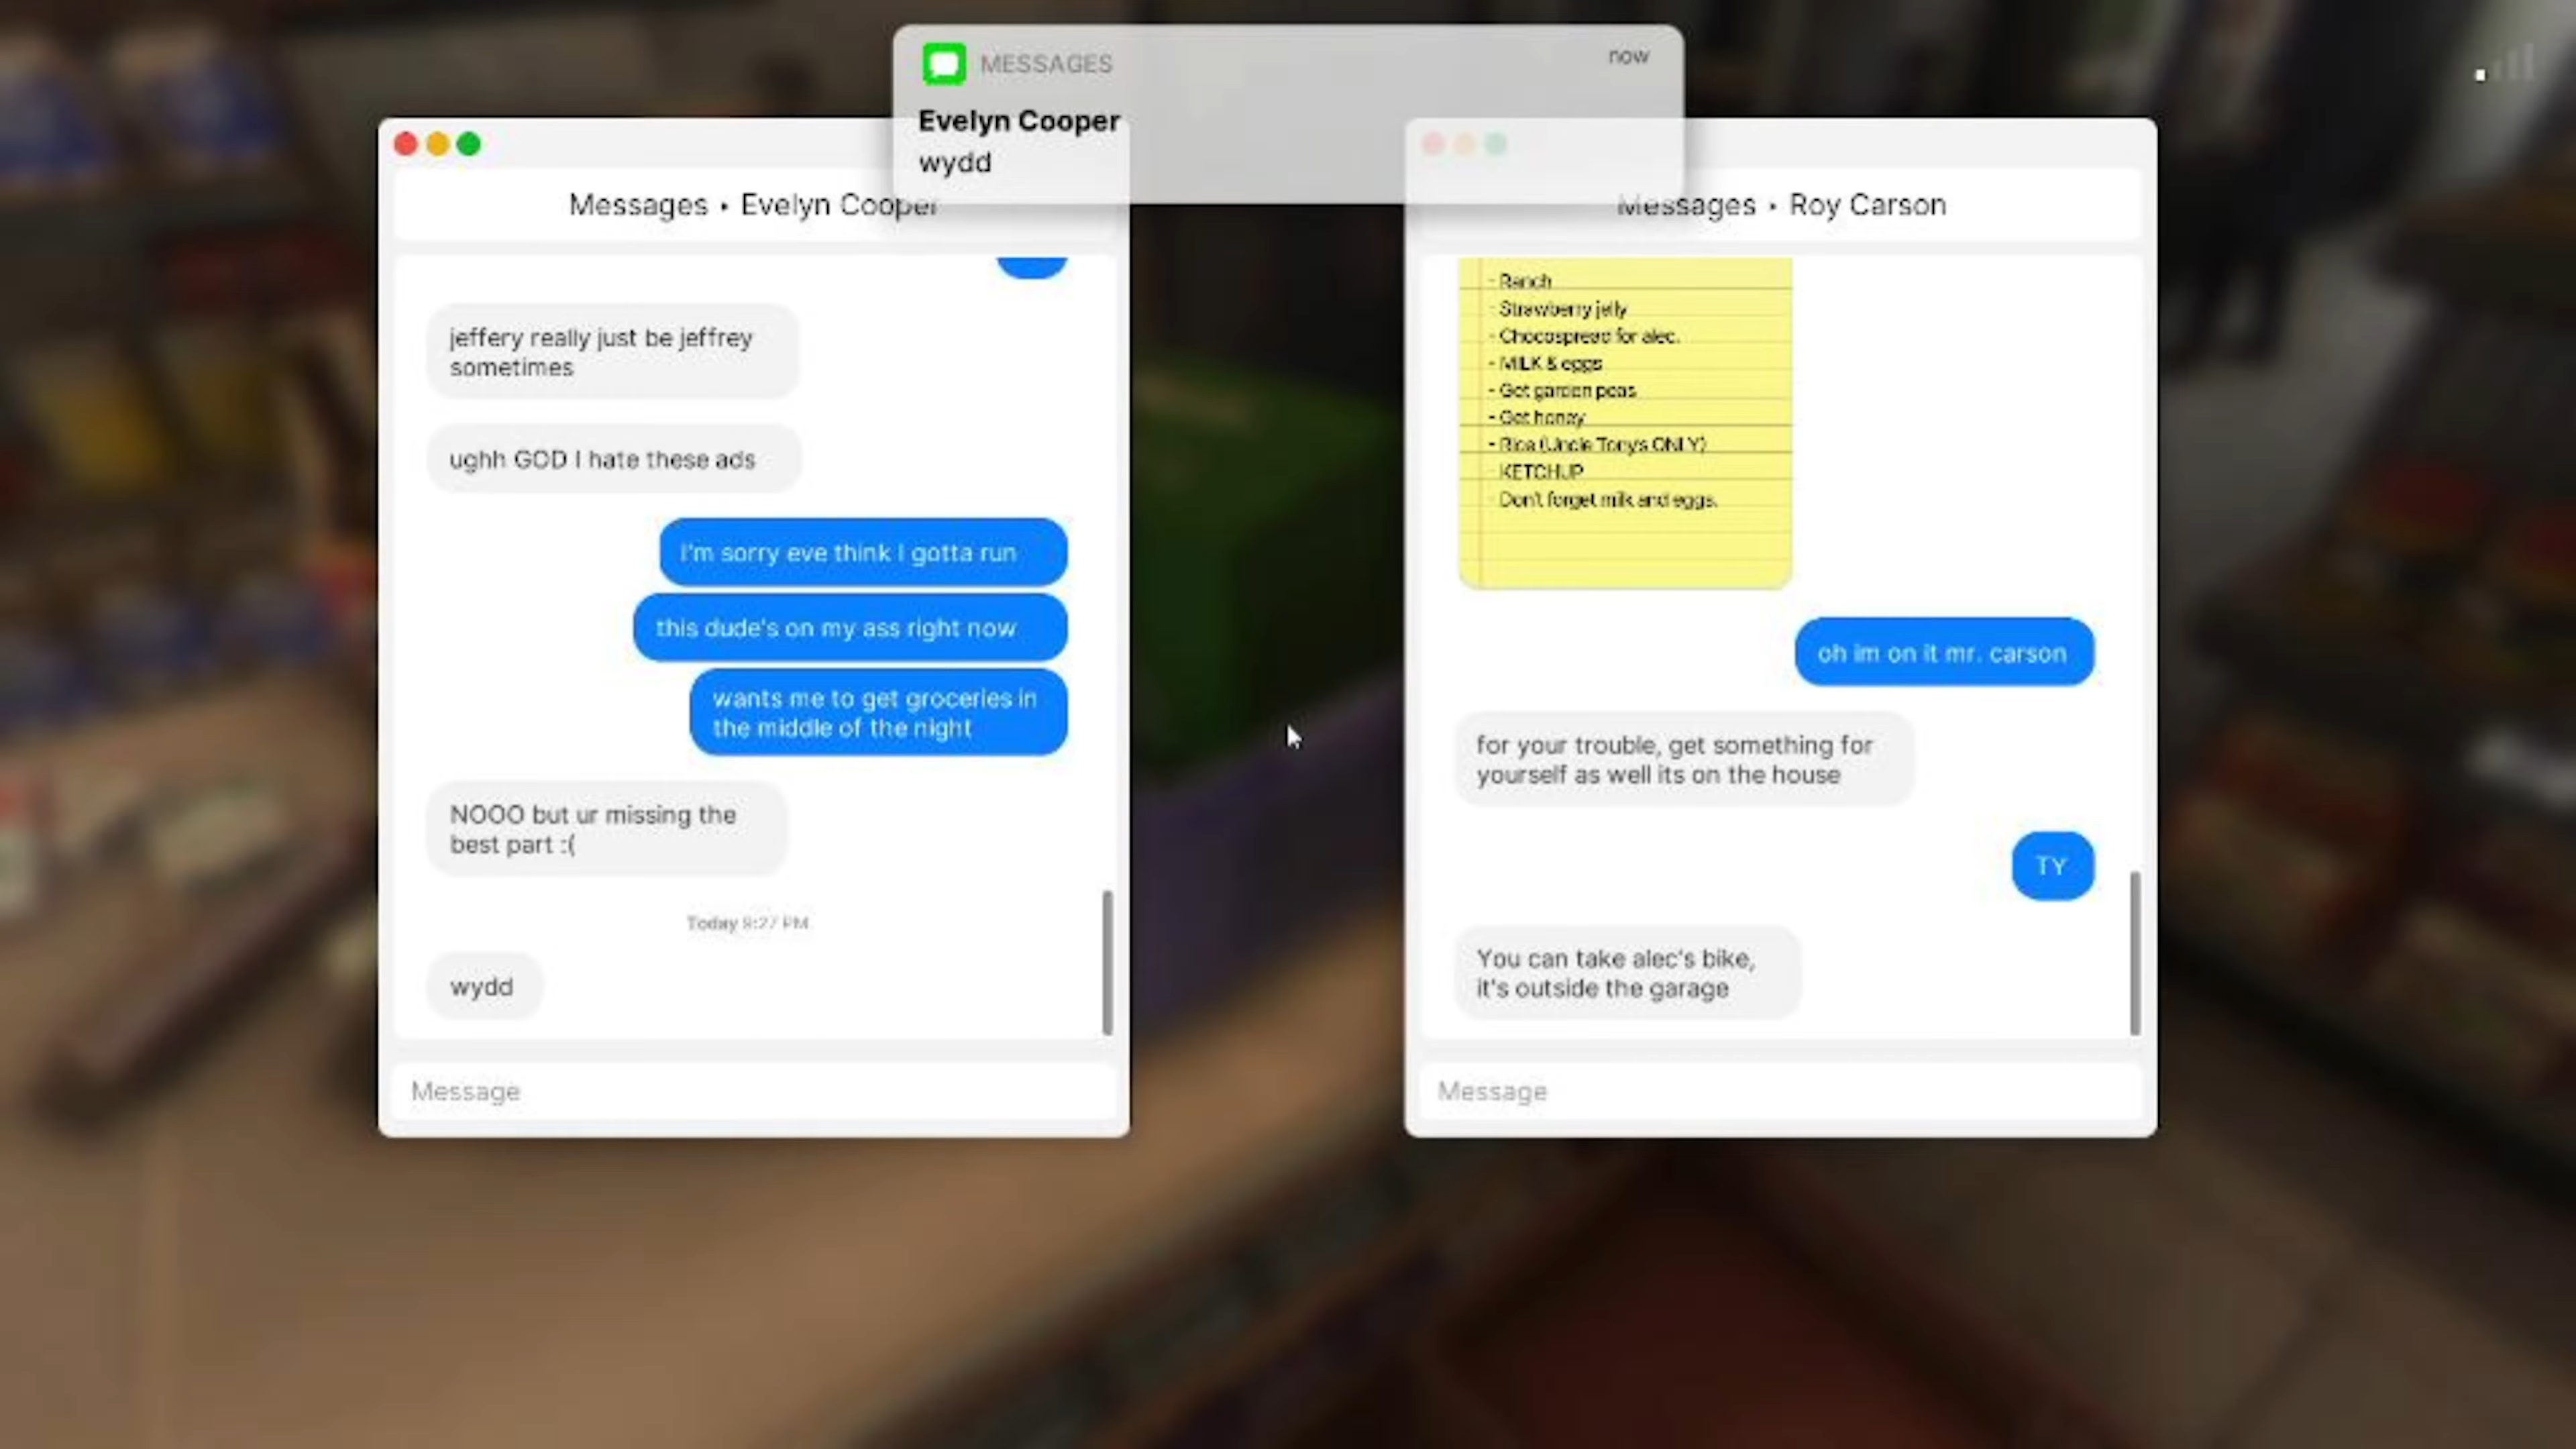 MESSAGES
now
Evelyn Cooper
wydd
Messages • Evelyn Cooper
jeffery really just be jeffrey
sometimes
ughh GOD I hate these ads
I'm sorry eve think I gotta run
this dude's on my ass right now
wants me to get groceries in
the middle of the night
NOOO but ur missing the
best part :(
Today 9:27 PM
wydd
Message
Messages • Roy Carson
- Ranch
- Strawberry jelly
- Chocospread for alec.
- MILK & eggs
- Get garden peas
- Get honey
- Rice (Uncle Tony's ONLY)
- KETCHUP
- Don't forget milk and eggs.
oh im on it mr. carson
for your trouble, get something for
yourself as well its on the house
TY
You can take alec's bike,
it's outside the garage
Message